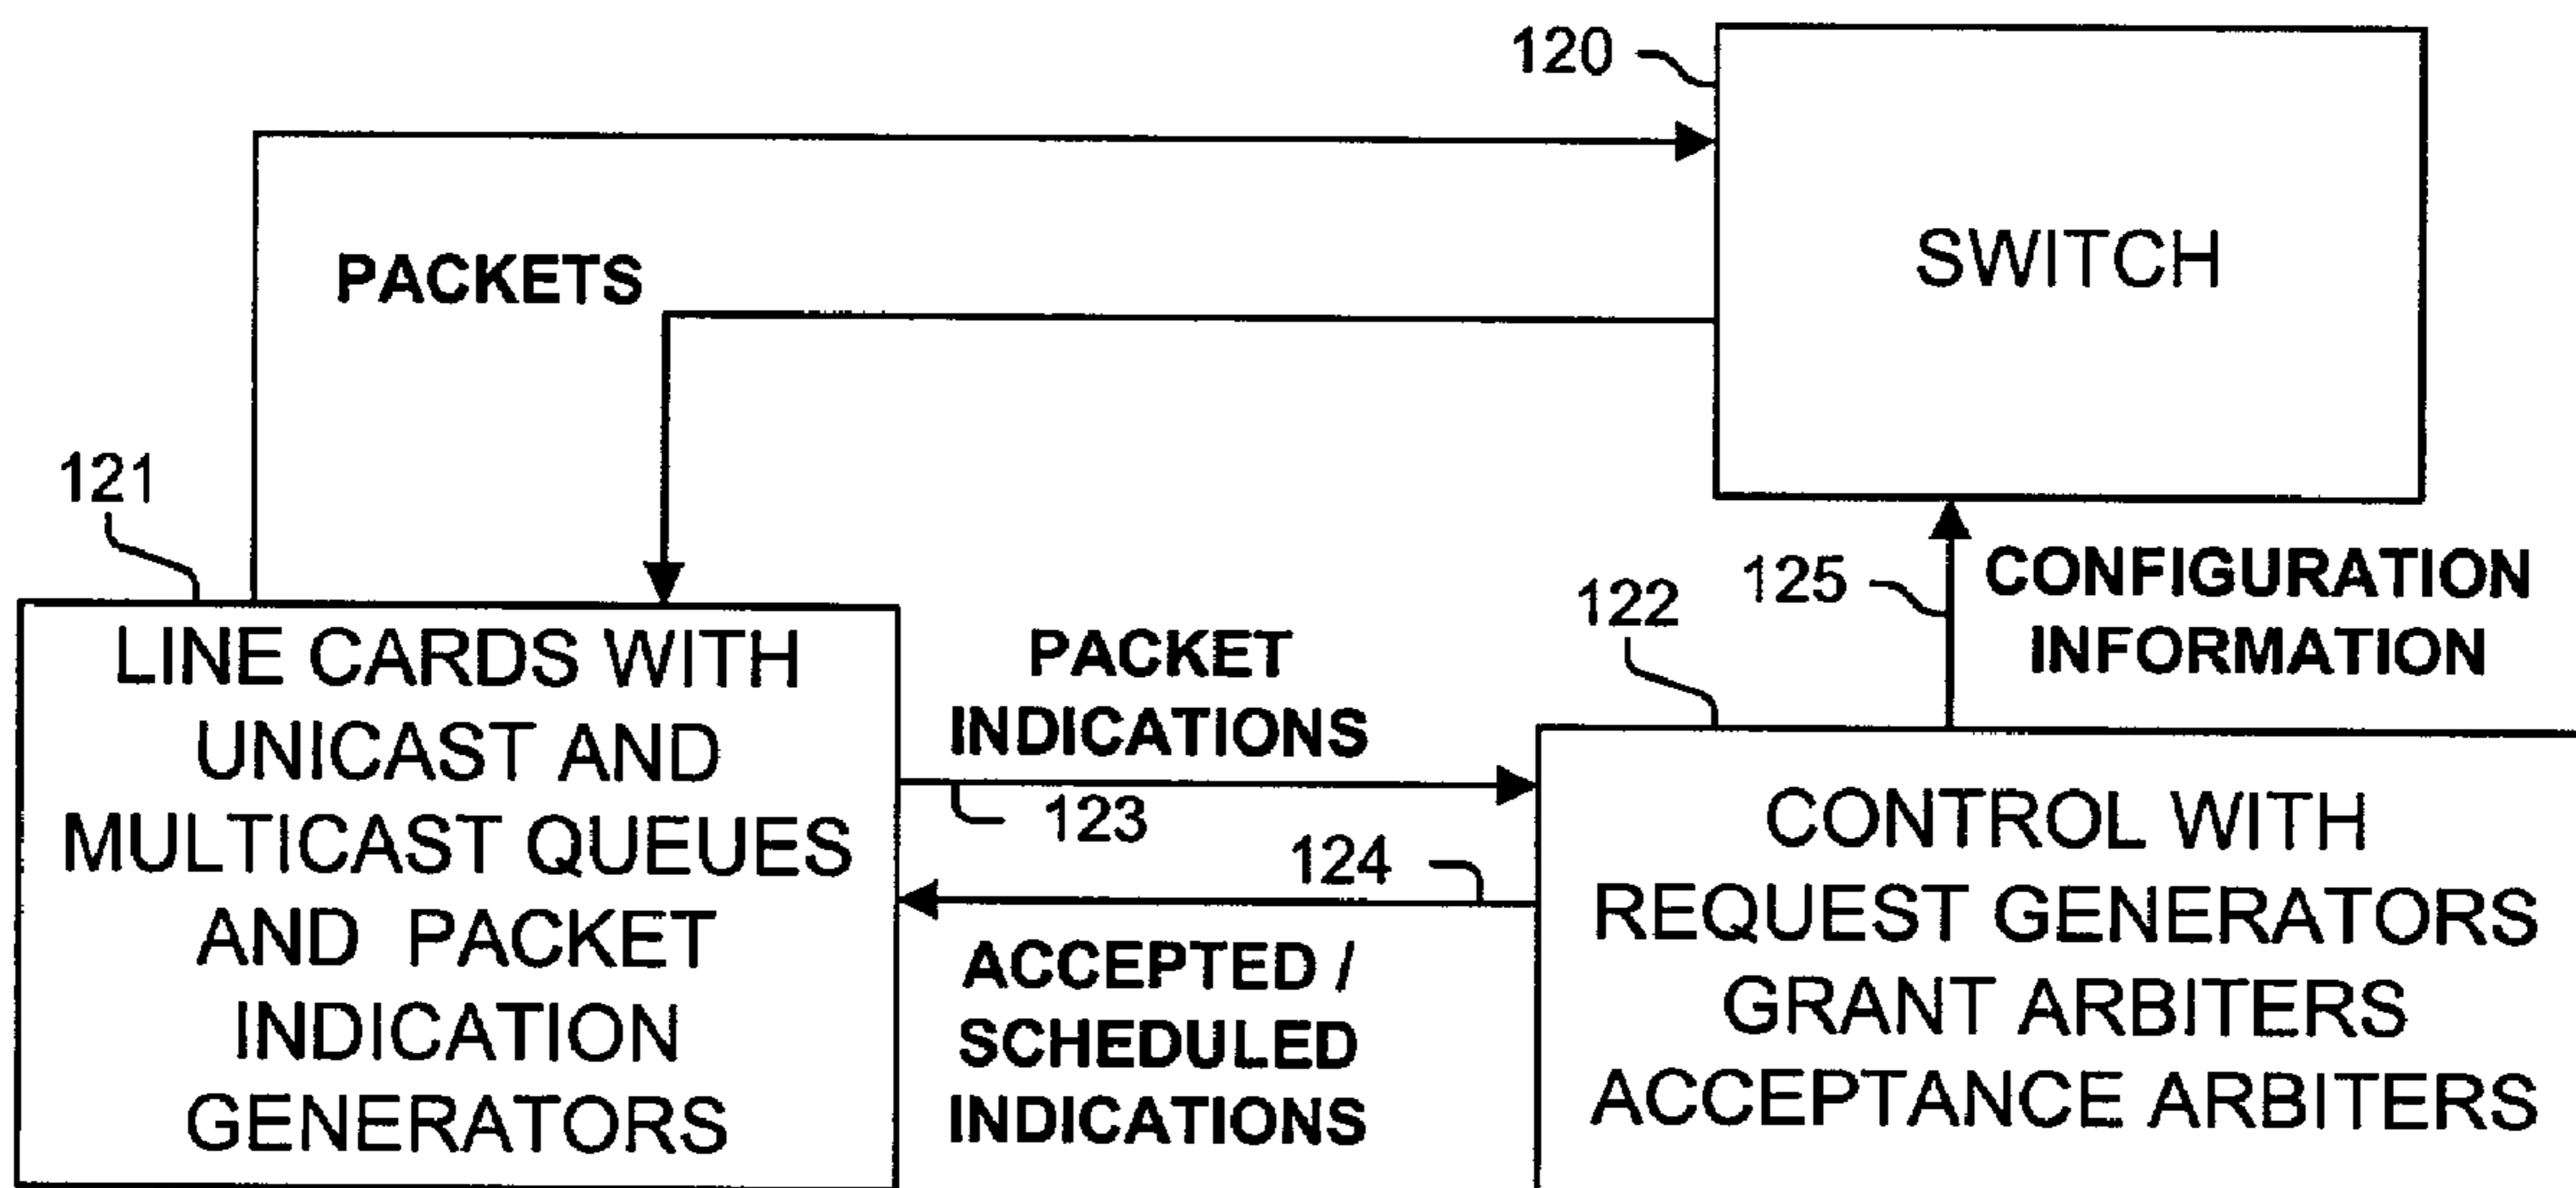 120
SWITCH
PACKETS
121
125
CONFIGURATION
INFORMATION
122
LINE CARDS WITH
UNICAST AND
MULTICAST QUEUES
AND PACKET
INDICATION
GENERATORS
PACKET
INDICATIONS
123
124
ACCEPTED /
SCHEDULED
INDICATIONS
CONTROL WITH
REQUEST GENERATORS
GRANT ARBITERS
ACCEPTANCE ARBITERS